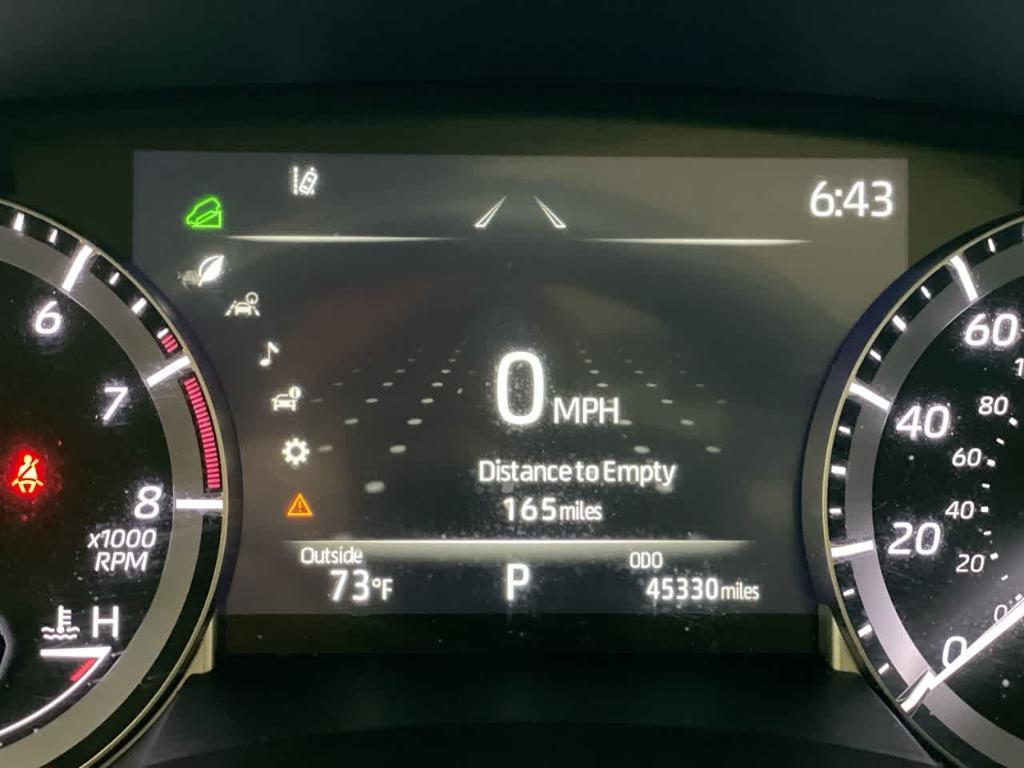 6:43
6
7
8
x1000
RPM
H
0 MPH
Distance to Empty
165 miles
Outside
73°F
P
ODO
45330 miles
60
40
20
0
80
60
40
20
0